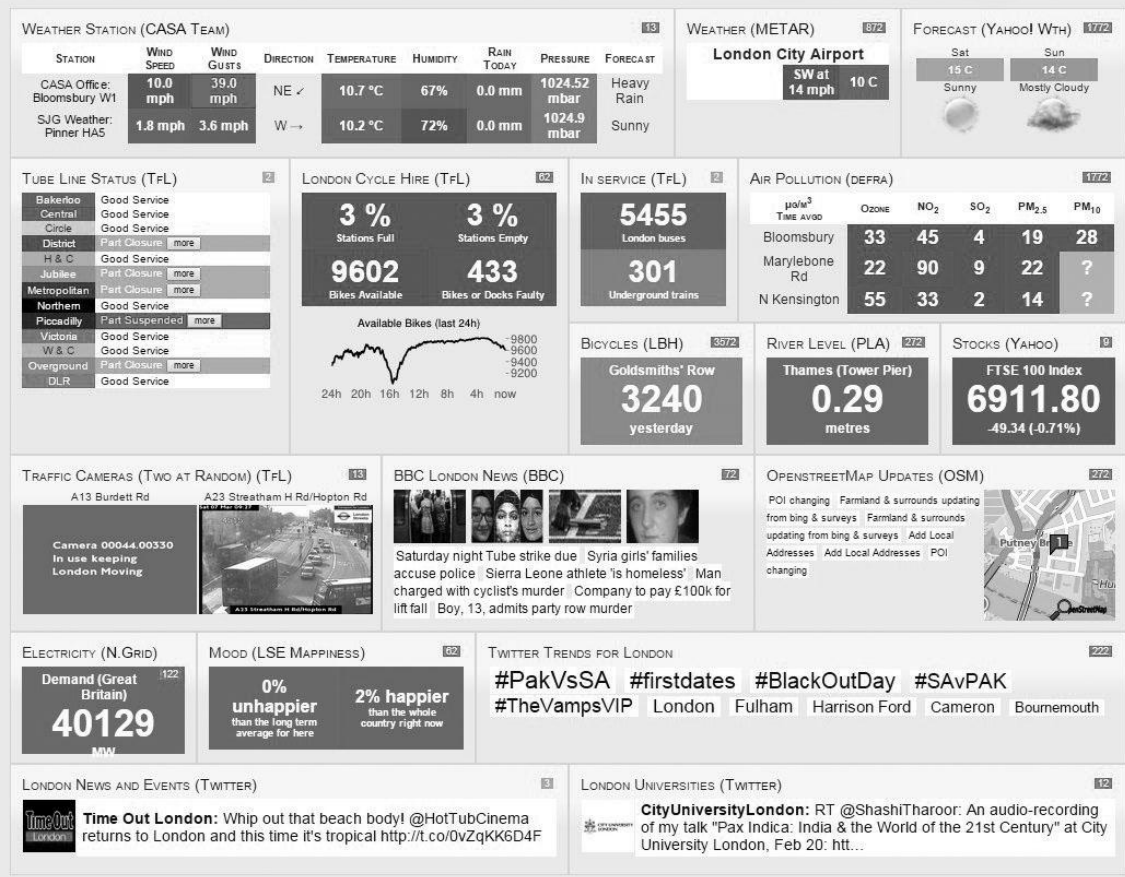 WEATHER STATION (CASA TEAM) 13
STATION WIND SPEED WIND GUSTS DIRECTION TEMPERATURE HUMIDITY RAIN TODAY PRESSURE FORECAST
CASA Office: Bloomsbury W1 10.0 mph 39.0 mph NE ↙ 10.7 °C 67% 0.0 mm 1024.52 mbar Heavy Rain
SJG Weather: Pinner HA5 1.8 mph 3.6 mph W → 10.2 °C 72% 0.0 mm 1024.9 mbar Sunny
WEATHER (METAR) 872
London City Airport
SW at 14 mph 10 C
FORECAST (YAHOO! WTH) 1772
Sat Sun
15 C 14 C
Sunny Mostly Cloudy
TUBE LINE STATUS (TFL) 2
Bakerloo Good Service
Central Good Service
Circle Good Service
District Part Closure more
H & C Good Service
Jubilee Part Closure more
Metropolitan Part Closure more
Northern Good Service
Piccadilly Part Suspended more
Victoria Good Service
W & C Good Service
Overground Part Closure more
DLR Good Service
LONDON CYCLE HIRE (TFL) 62
3 % 3 %
Stations Full Stations Empty
9602 433
Bikes Available Bikes or Docks Faulty
Available Bikes (last 24h)
9800
9600
9400
9200
24h 20h 16h 12h 8h 4h now
IN SERVICE (TFL) 2
5455
London buses
301
Underground trains
AIR POLLUTION (DEFRA) 1772
µG/M³ TIME AVGD OZONE NO₂ SO₂ PM₂.₅ PM₁₀
Bloomsbury 33 45 4 19 28
Marylebone Rd 22 90 9 22 ?
N Kensington 55 33 2 14 ?
BICYCLES (LBH) 3572
Goldsmiths' Row
3240
yesterday
RIVER LEVEL (PLA) 272
Thames (Tower Pier)
0.29
metres
STOCKS (YAHOO) 9
FTSE 100 Index
6911.80
-49.34 (-0.71%)
TRAFFIC CAMERAS (TWO AT RANDOM) (TFL) 13
A13 Burdett Rd A23 Streatham H Rd/Hopton Rd
Camera 00044.00330
In use keeping
London Moving
Sat 07 Mar 09:27
A23 Streatham H Rd/Hopton Rd
BBC LONDON NEWS (BBC) 72
Saturday night Tube strike due Syria girls' families
accuse police Sierra Leone athlete 'is homeless' Man
charged with cyclist's murder Company to pay £100k for
lift fall Boy, 13, admits party row murder
OPENSTREETMAP UPDATES (OSM) 272
POI changing Farmland & surrounds updating
from bing & surveys Farmland & surrounds
updating from bing & surveys Add Local
Addresses Add Local Addresses POI
changing
1
OpenStreetMap
ELECTRICITY (N.GRID)
Demand (Great Britain) 122
40129
MW
MOOD (LSE MAPPINESS) 62
0%
unhappier
than the long term
average for here
2% happier
than the whole
country right now
TWITTER TRENDS FOR LONDON 222
#PakVsSA #firstdates #BlackOutDay #SAvPAK
#TheVampsVIP London Fulham Harrison Ford Cameron Bournemouth
LONDON NEWS AND EVENTS (TWITTER) 3
TimeOut
London
Time Out London: Whip out that beach body! @HotTubCinema
returns to London and this time it's tropical http://t.co/0vZqKK6D4F
LONDON UNIVERSITIES (TWITTER) 12
CITY UNIVERSITY
LONDON
CityUniversityLondon: RT @ShashiTharoor: An audio-recording
of my talk "Pax Indica: India & the World of the 21st Century" at City
University London, Feb 20: htt…